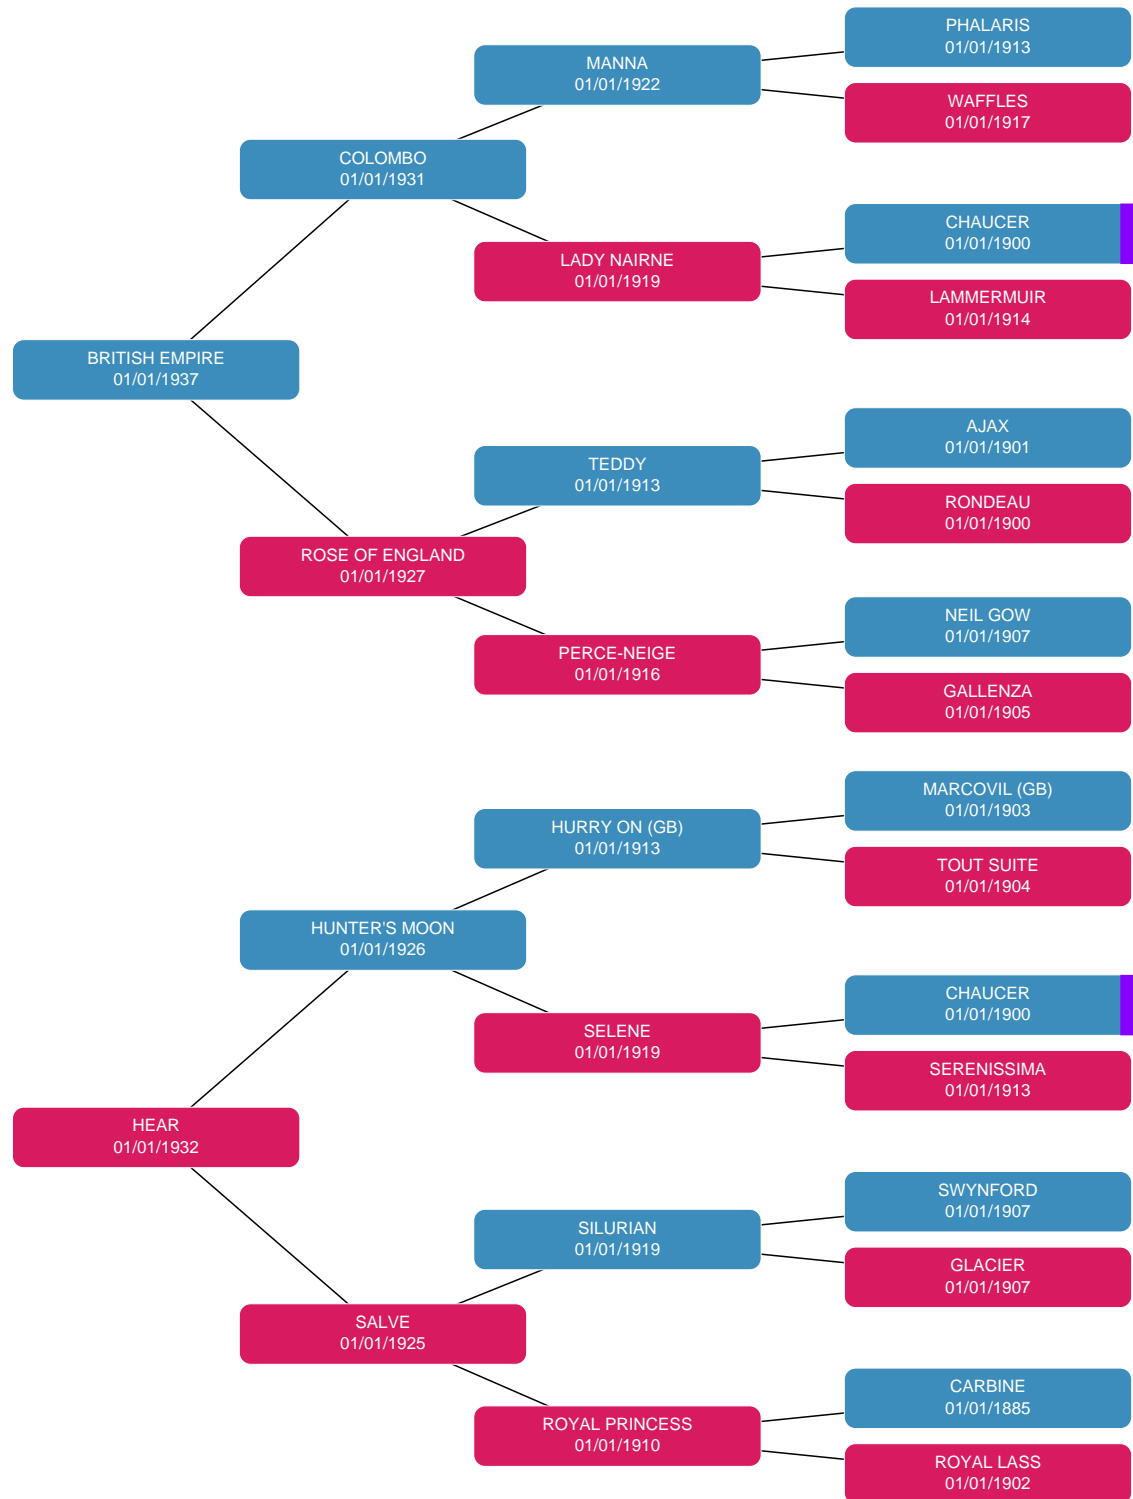 PHALARIS
01/01/1913
MANNA
01/01/1922
WAFFLES
01/01/1917
COLOMBO
01/01/1931
CHAUCER
01/01/1900
LADY NAIRNE
01/01/1919
LAMMERMUIR
01/01/1914
BRITISH EMPIRE
01/01/1937
AJAX
01/01/1901
TEDDY
01/01/1913
RONDEAU
01/01/1900
ROSE OF ENGLAND
01/01/1927
NEIL GOW
01/01/1907
PERCE-NEIGE
01/01/1916
GALLENZA
01/01/1905
MARCOVIL (GB)
01/01/1903
HURRY ON (GB)
01/01/1913
TOUT SUITE
01/01/1904
HUNTER'S MOON
01/01/1926
CHAUCER
01/01/1900
SELENE
01/01/1919
SERENISSIMA
01/01/1913
HEAR
01/01/1932
SWYNFORD
01/01/1907
SILURIAN
01/01/1919
GLACIER
01/01/1907
SALVE
01/01/1925
CARBINE
01/01/1885
ROYAL PRINCESS
01/01/1910
ROYAL LASS
01/01/1902